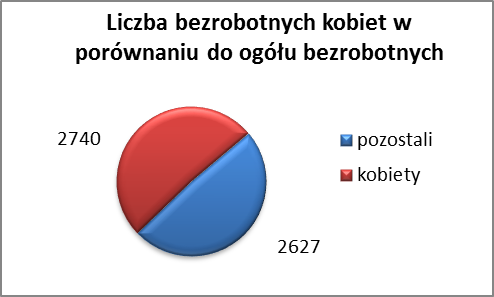 Liczba bezrobotnych kobiet w
porównaniu do ogółu bezrobotnych
2740
pozostali
kobiety
2627